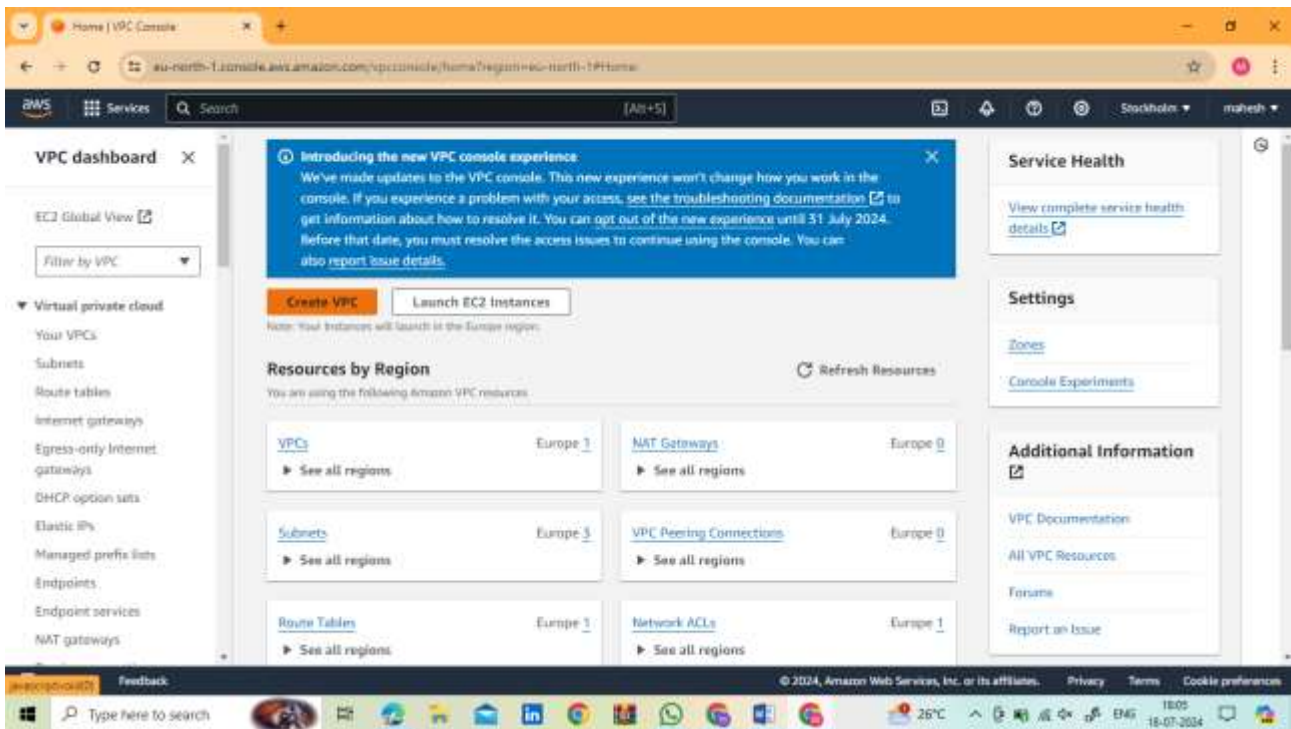 Home | VPC Console
eu-north-1.console.aws.amazon.com/vpcconsole/home?region=eu-north-1#Home:
aws
Services
Search
[Alt+S]
Stockholm
mahesh
VPC dashboard
EC2 Global View
Filter by VPC
Virtual private cloud
Your VPCs
Subnets
Route tables
Internet gateways
Egress-only Internet
gateways
DHCP option sets
Elastic IPs
Managed prefix lists
Endpoints
Endpoint services
NAT gateways
Introducing the new VPC console experience
We've made updates to the VPC console. This new experience won't change how you work in the
console. If you experience a problem with your access, see the troubleshooting documentation to
get information about how to resolve it. You can opt out of the new experience until 31 July 2024.
Before that date, you must resolve the access issues to continue using the console. You can
also report issue details.
Create VPC
Launch EC2 Instances
Note: Your Instances will launch in the Europe region.
Resources by Region
Refresh Resources
You are using the following Amazon VPC resources
VPCs
Europe 1
See all regions
NAT Gateways
Europe 0
See all regions
Subnets
Europe 3
See all regions
VPC Peering Connections
Europe 0
See all regions
Route Tables
Europe 1
See all regions
Network ACLs
Europe 1
See all regions
Service Health
View complete service health
details
Settings
Zones
Console Experiments
Additional Information
VPC Documentation
All VPC Resources
Forums
Report an Issue
javascript:void(0)
Feedback
© 2024, Amazon Web Services, Inc. or its affiliates.
Privacy
Terms
Cookie preferences
Type here to search
26°C
ENG
18:05
18-07-2024